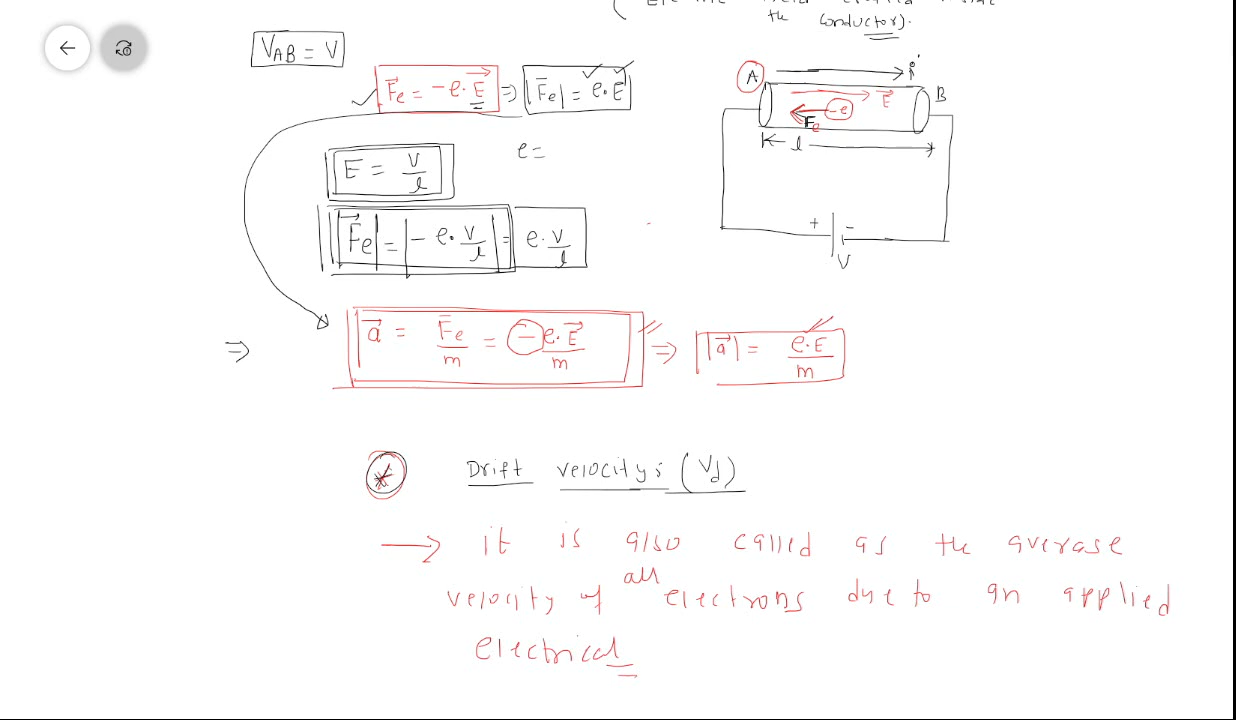 the conductor).
V_AB = V
F⃗e = -e.E⃗ ⇒ |F̅e| = e.E̅
A
i
B
E⃗
-e
Fe
l
E = V/l
e=
|F⃗e| = |-e.V/l| = e.V/l
+ -
V
⇒ a⃗ = F̅e/m = -e.E⃗/m ⇒ |a⃗| = e.E/m
* Drift velocity: (Vd)
→ it is also called as the average
velocity of all electrons due to an applied
electrical